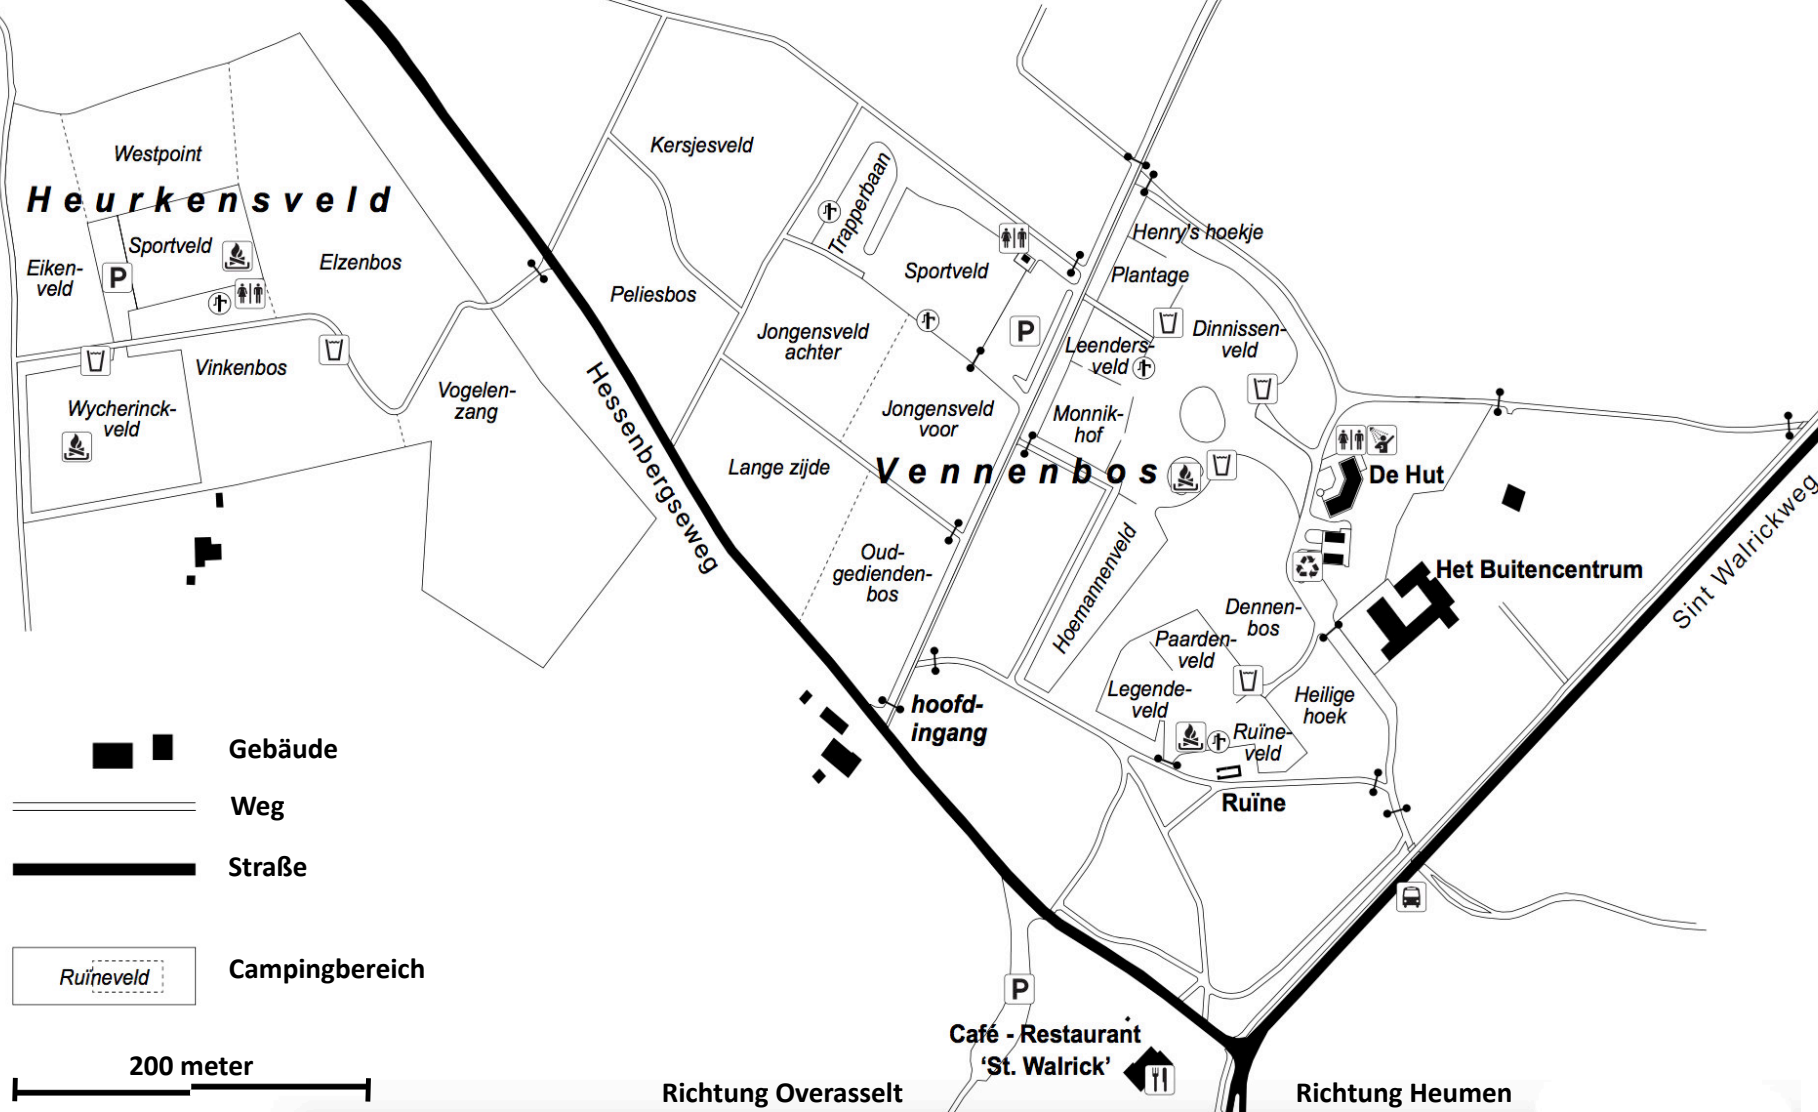 Westpoint
Heurkensveld
Sportveld
Eiken-
veld
P
Elzenbos
Vinkenbos
Wycherinck-
veld
Vogelen-
zang
Hessenbergseweg
Kersjesveld
Trapperbaan
Peliesbos
Sportveld
Jongensveld
achter
P
Henry's hoekje
Plantage
Dinnissen-
veld
Leenders-
veld
Jongensveld
voor
Monnik-
hof
Lange zijde
Vennenbos
De Hut
Oud-
gedienden-
bos
Hoemannenveld
Het Buitencentrum
Sint Walrickweg
Dennen-
bos
Paarden-
veld
Legende-
veld
Heilige
hoek
Ruïne-
veld
Ruïne
hoofd-
ingang
P
Café - Restaurant
‘St. Walrick’
Gebäude
Weg
Straße
Ruïneveld
Campingbereich
200 meter
Richtung Overasselt
Richtung Heumen